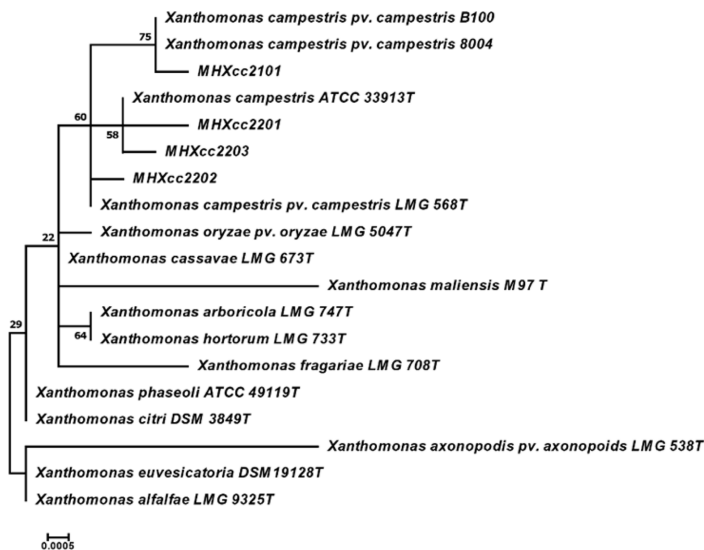 Xanthomonas campestris pv. campestris B100
75
Xanthomonas campestris pv. campestris 8004
MHXcc2101
Xanthomonas campestris ATCC 33913T
60
MHXcc2201
58
MHXcc2203
MHXcc2202
Xanthomonas campestris pv. campestris LMG 568T
Xanthomonas oryzae pv. oryzae LMG 5047T
22
Xanthomonas cassavae LMG 673T
Xanthomonas maliensis M97 T
Xanthomonas arboricola LMG 747T
64
Xanthomonas hortorum LMG 733T
29
Xanthomonas fragariae LMG 708T
Xanthomonas phaseoli ATCC 49119T
Xanthomonas citri DSM 3849T
Xanthomonas axonopodis pv. axonopoids LMG 538T
Xanthomonas euvesicatoria DSM19128T
Xanthomonas alfalfae LMG 9325T
0.0005